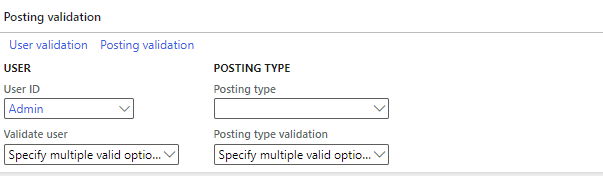 Posting validation
User validation Posting validation
USER POSTING TYPE
User ID Posting type
Admin
Validate user Posting type validation
Specify multiple valid optio... Specify multiple valid optio...